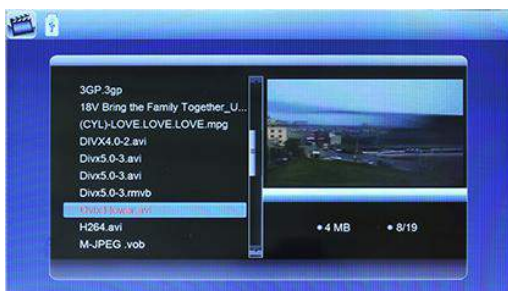 3GP.3gp
18V Bring the Family Together_U...
(CYL)-LOVE.LOVE.LOVE.mpg
DIVX4.0-2.avi
Divx5.0-3.avi
Divx5.0-3.avi
Divx5.0-3.rmvb
H264.avi
M-JPEG .vob
4 MB
8/19